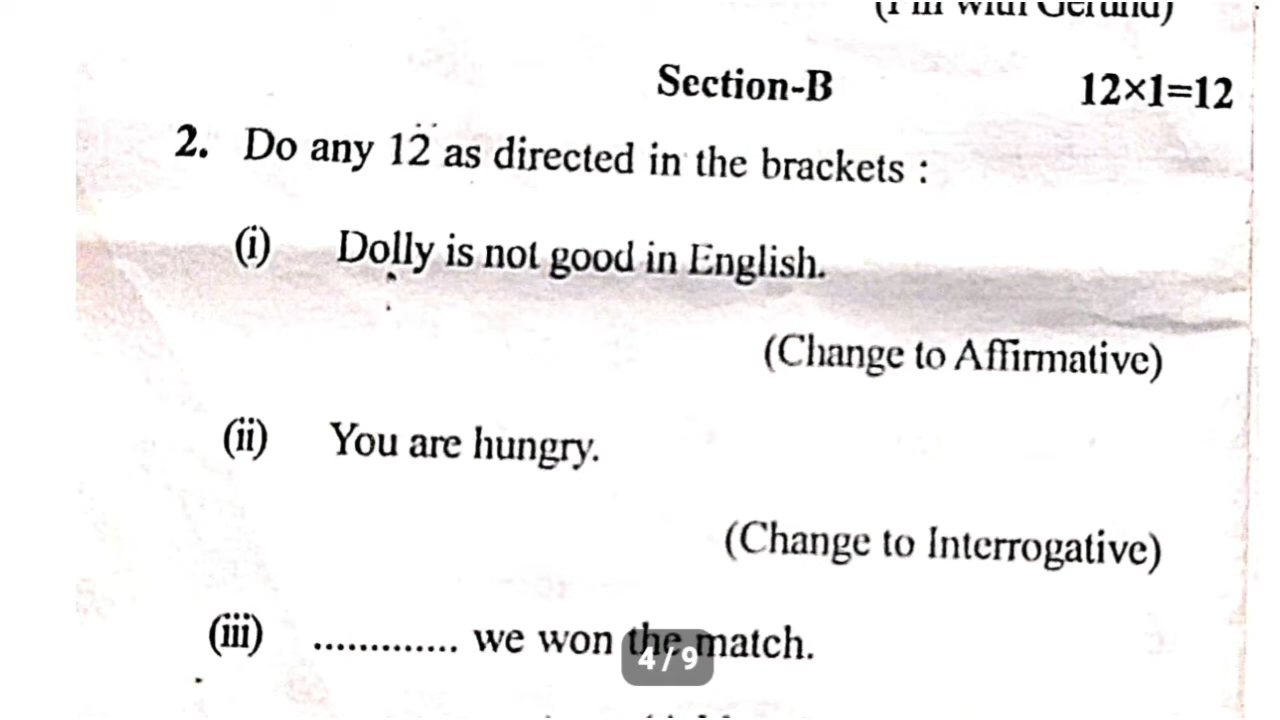 Section-B 12×1=12
2. Do any 12 as directed in the brackets :
(i) Dolly is not good in English.
(Change to Affirmative)
(ii) You are hungry.
(Change to Interrogative)
(iii) ............. we won the match.
4 / 9